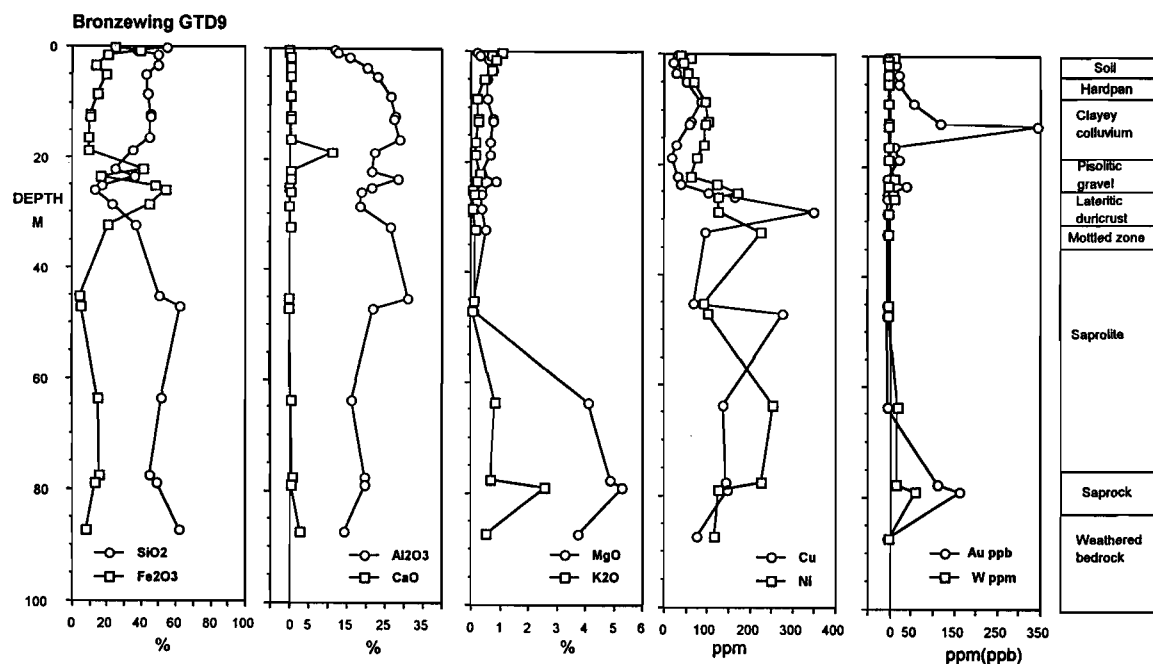 Bronzewing GTD9
0
20
DEPTH
M
40
60
80
100
SiO2
Fe2O3
0 20 40 60 80 100
%
Al2O3
CaO
0 5 15 25 35
%
MgO
K2O
0 1 2 3 4 5 6
%
Cu
Ni
0 100 200 300 400
ppm
Au ppb
W ppm
0 50 150 250 350
ppm(ppb)
Soil
Hardpan
Clayey
colluvium
Pisolitic
gravel
Lateritic
duricrust
Mottled zone
Saprolite
Saprock
Weathered
bedrock